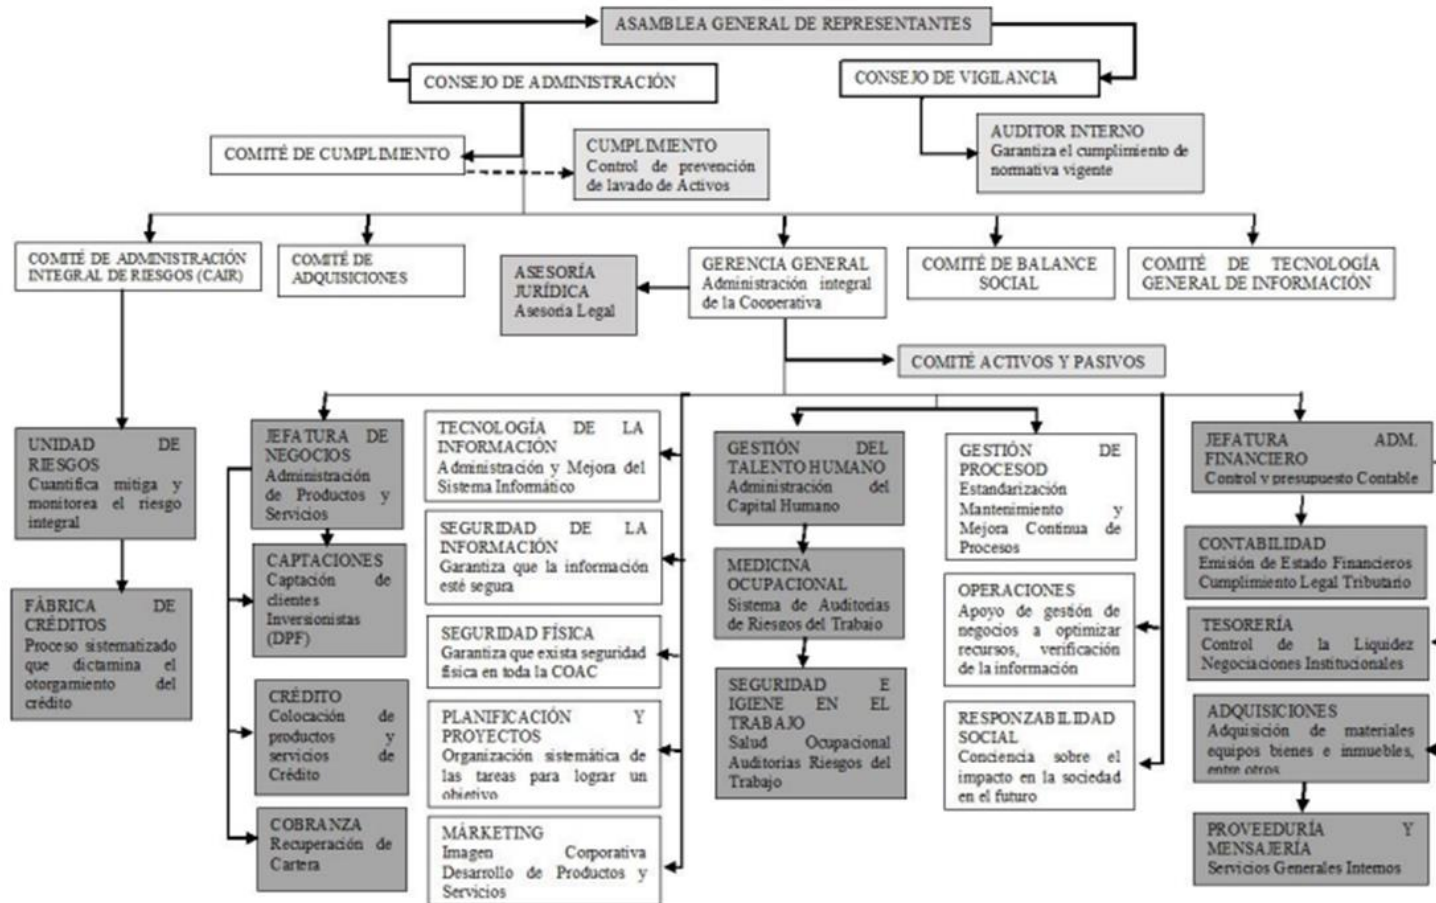 ASAMBLEA GENERAL DE REPRESENTANTES
CONSEJO DE ADMINISTRACIÓN
CONSEJO DE VIGILANCIA
COMITÉ DE CUMPLIMIENTO
CUMPLIMIENTO
Control de prevención
de lavado de Activos
AUDITOR INTERNO
Garantiza el cumplimiento de
normativa vigente
COMITÉ DE ADMINISTRACIÓN
INTEGRAL DE RIESGOS (CAIR)
COMITÉ DE
ADQUISICIONES
ASESORÍA
JURÍDICA
Asesoría Legal
GERENCIA GENERAL
Administración integral
de la Cooperativa
COMITÉ DE BALANCE
SOCIAL
COMITÉ DE TECNOLOGÍA
GENERAL DE INFORMACIÓN
COMITÉ ACTIVOS Y PASIVOS
UNIDAD DE
RIESGOS
Cuantifica mitiga y
monitorea el riesgo
integral
FÁBRICA DE
CRÉDITOS
Proceso sistematizado
que dictamina el
otorgamiento del
crédito
JEFATURA DE
NEGOCIOS
Administración
de Productos y
Servicios
CAPTACIONES
Captación de
clientes
Inversionistas
(DPF)
CRÉDITO
Colocación de
productos y
servicios de
Crédito
COBRANZA
Recuperación de
Cartera
TECNOLOGÍA DE LA
INFORMACIÓN
Administración y Mejora del
Sistema Informático
SEGURIDAD DE LA
INFORMACIÓN
Garantiza que la información
esté segura
SEGURIDAD FÍSICA
Garantiza que exista seguridad
física en toda la COAC
PLANIFICACIÓN Y
PROYECTOS
Organización sistemática de
las tareas para lograr un
objetivo
MÁRKETING
Imagen Corporativa
Desarrollo de Productos y
Servicios
GESTIÓN DEL
TALENTO HUMANO
Administración del
Capital Humano
MEDICINA
OCUPACIONAL
Sistema de Auditorías
de Riesgos del Trabajo
SEGURIDAD E
IGIENE EN EL
TRABAJO
Salud Ocupacional
Auditorías Riesgos del
Trabajo
GESTIÓN DE
PROCESOD
Estandarización
Mantenimiento y
Mejora Continua de
Procesos
OPERACIONES
Apoyo de gestión de
negocios a optimizar
recursos, verificación
de la información
RESPONZABILIDAD
SOCIAL
Conciencia sobre el
impacto en la sociedad
en el futuro
JEFATURA ADM.
FINANCIERO
Control y presupuesto Contable
CONTABILIDAD
Emisión de Estado Financieros
Cumplimiento Legal Tributario
TESORERÍA
Control de la Liquidez
Negociaciones Institucionales
ADQUISICIONES
Adquisición de materiales
equipos bienes e inmuebles,
entre otros
PROVEEDURÍA Y
MENSAJERÍA
Servicios Generales Internos